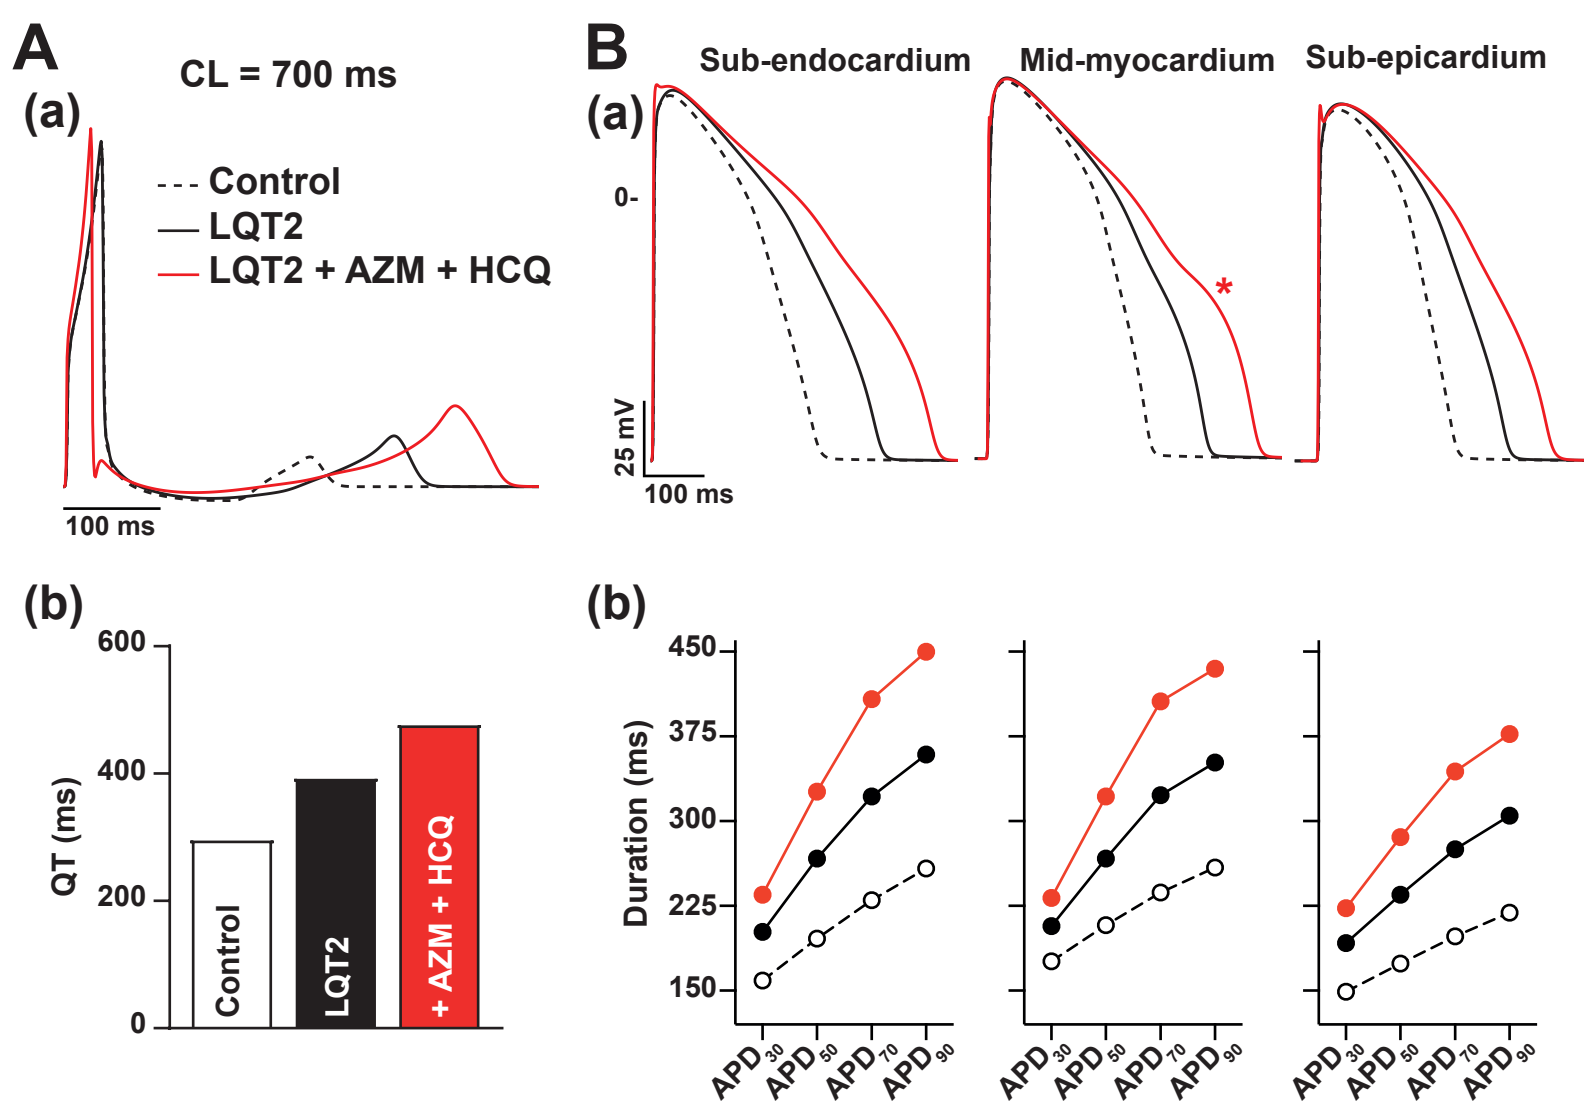 A
CL = 700 ms
(a)
Control
LQT2
LQT2 + AZM + HCQ
100 ms
(b)
600
400
200
0
QT (ms)
Control
LQT2
+ AZM + HCQ
B
Sub-endocardium
Mid-myocardium
Sub-epicardium
(a)
0-
*
25 mV
100 ms
(b)
450
375
300
225
150
Duration (ms)
APD30 APD50 APD70 APD90
APD30 APD50 APD70 APD90
APD30 APD50 APD70 APD90